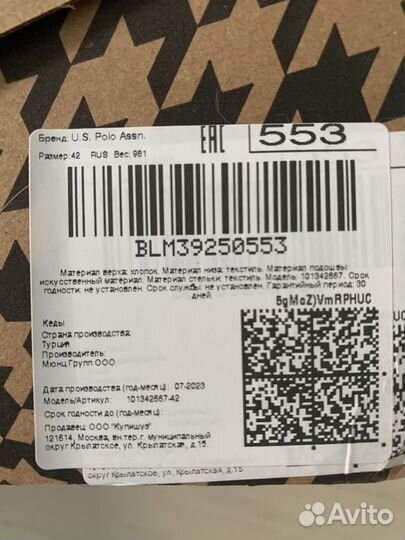 Бренд: U.S. Polo Assn.
Размер: 42 RUS Вес: 981
EAC
553
BLM39250553
Материал верха: хлопок. Материал низа: текстиль. Материал подошвы:
искусственный материал. Материал стельки: текстиль. Модель: 101342667. Срок
годности: не установлен. Срок службы: не установлен. Гарантийный период: 30
дней.
5gMoZ)VmRPHUC
Кеды
Страна производства:
Турция
Производитель:
Мюнц Групп ООО
Дата производства (год-месяц): 07-2023
Модель/Артикул: 101342667-42
Срок годности до (год-месяц):
Продавец: ООО "Купишуз"
121614, Москва, вн.тер.г. муниципальный
округ Крылатское, ул. Крылатская, д.15.
округ Крылатское, ул. Крылатская, д.15
Avito